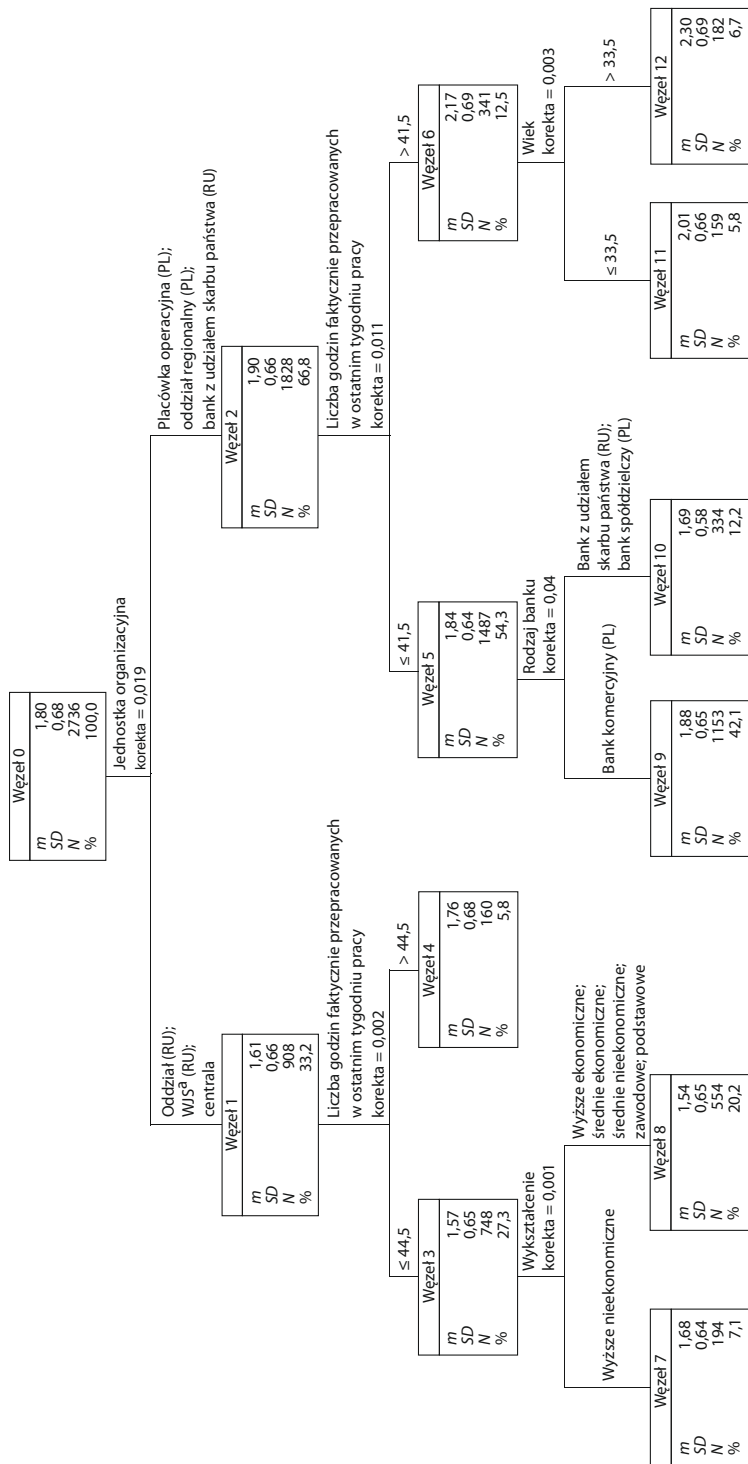 Węzeł 0
m 1,80
SD 0,68
N 2736
% 100,0
Jednostka organizacyjna
korekta = 0,019
Oddział (RU);
WJSª (RU);
centrala
Placówka operacyjna (PL);
oddział regionalny (PL);
bank z udziałem skarbu państwa (RU)
Węzeł 1
m 1,61
SD 0,66
N 908
% 33,2
Węzeł 2
m 1,90
SD 0,66
N 1828
% 66,8
Liczba godzin faktycznie przepracowanych
w ostatnim tygodniu pracy
korekta = 0,002
Liczba godzin faktycznie przepracowanych
w ostatnim tygodniu pracy
korekta = 0,011
≤ 44,5
> 44,5
≤ 41,5
> 41,5
Węzeł 3
m 1,57
SD 0,65
N 748
% 27,3
Węzeł 4
m 1,76
SD 0,68
N 160
% 5,8
Węzeł 5
m 1,84
SD 0,64
N 1487
% 54,3
Węzeł 6
m 2,17
SD 0,69
N 341
% 12,5
Wykształcenie
korekta = 0,001
Rodzaj banku
korekta = 0,04
Wiek
korekta = 0,003
Wyższe nieekonomiczne
Wyższe ekonomiczne;
średnie ekonomiczne;
średnie nieekonomiczne;
zawodowe; podstawowe
Bank komercyjny (PL)
Bank z udziałem
skarbu państwa (RU);
bank spółdzielczy (PL)
≤ 33,5
> 33,5
Węzeł 7
m 1,68
SD 0,64
N 194
% 7,1
Węzeł 8
m 1,54
SD 0,65
N 554
% 20,2
Węzeł 9
m 1,88
SD 0,65
N 1153
% 42,1
Węzeł 10
m 1,69
SD 0,58
N 334
% 12,2
Węzeł 11
m 2,01
SD 0,66
N 159
% 5,8
Węzeł 12
m 2,30
SD 0,69
N 182
% 6,7